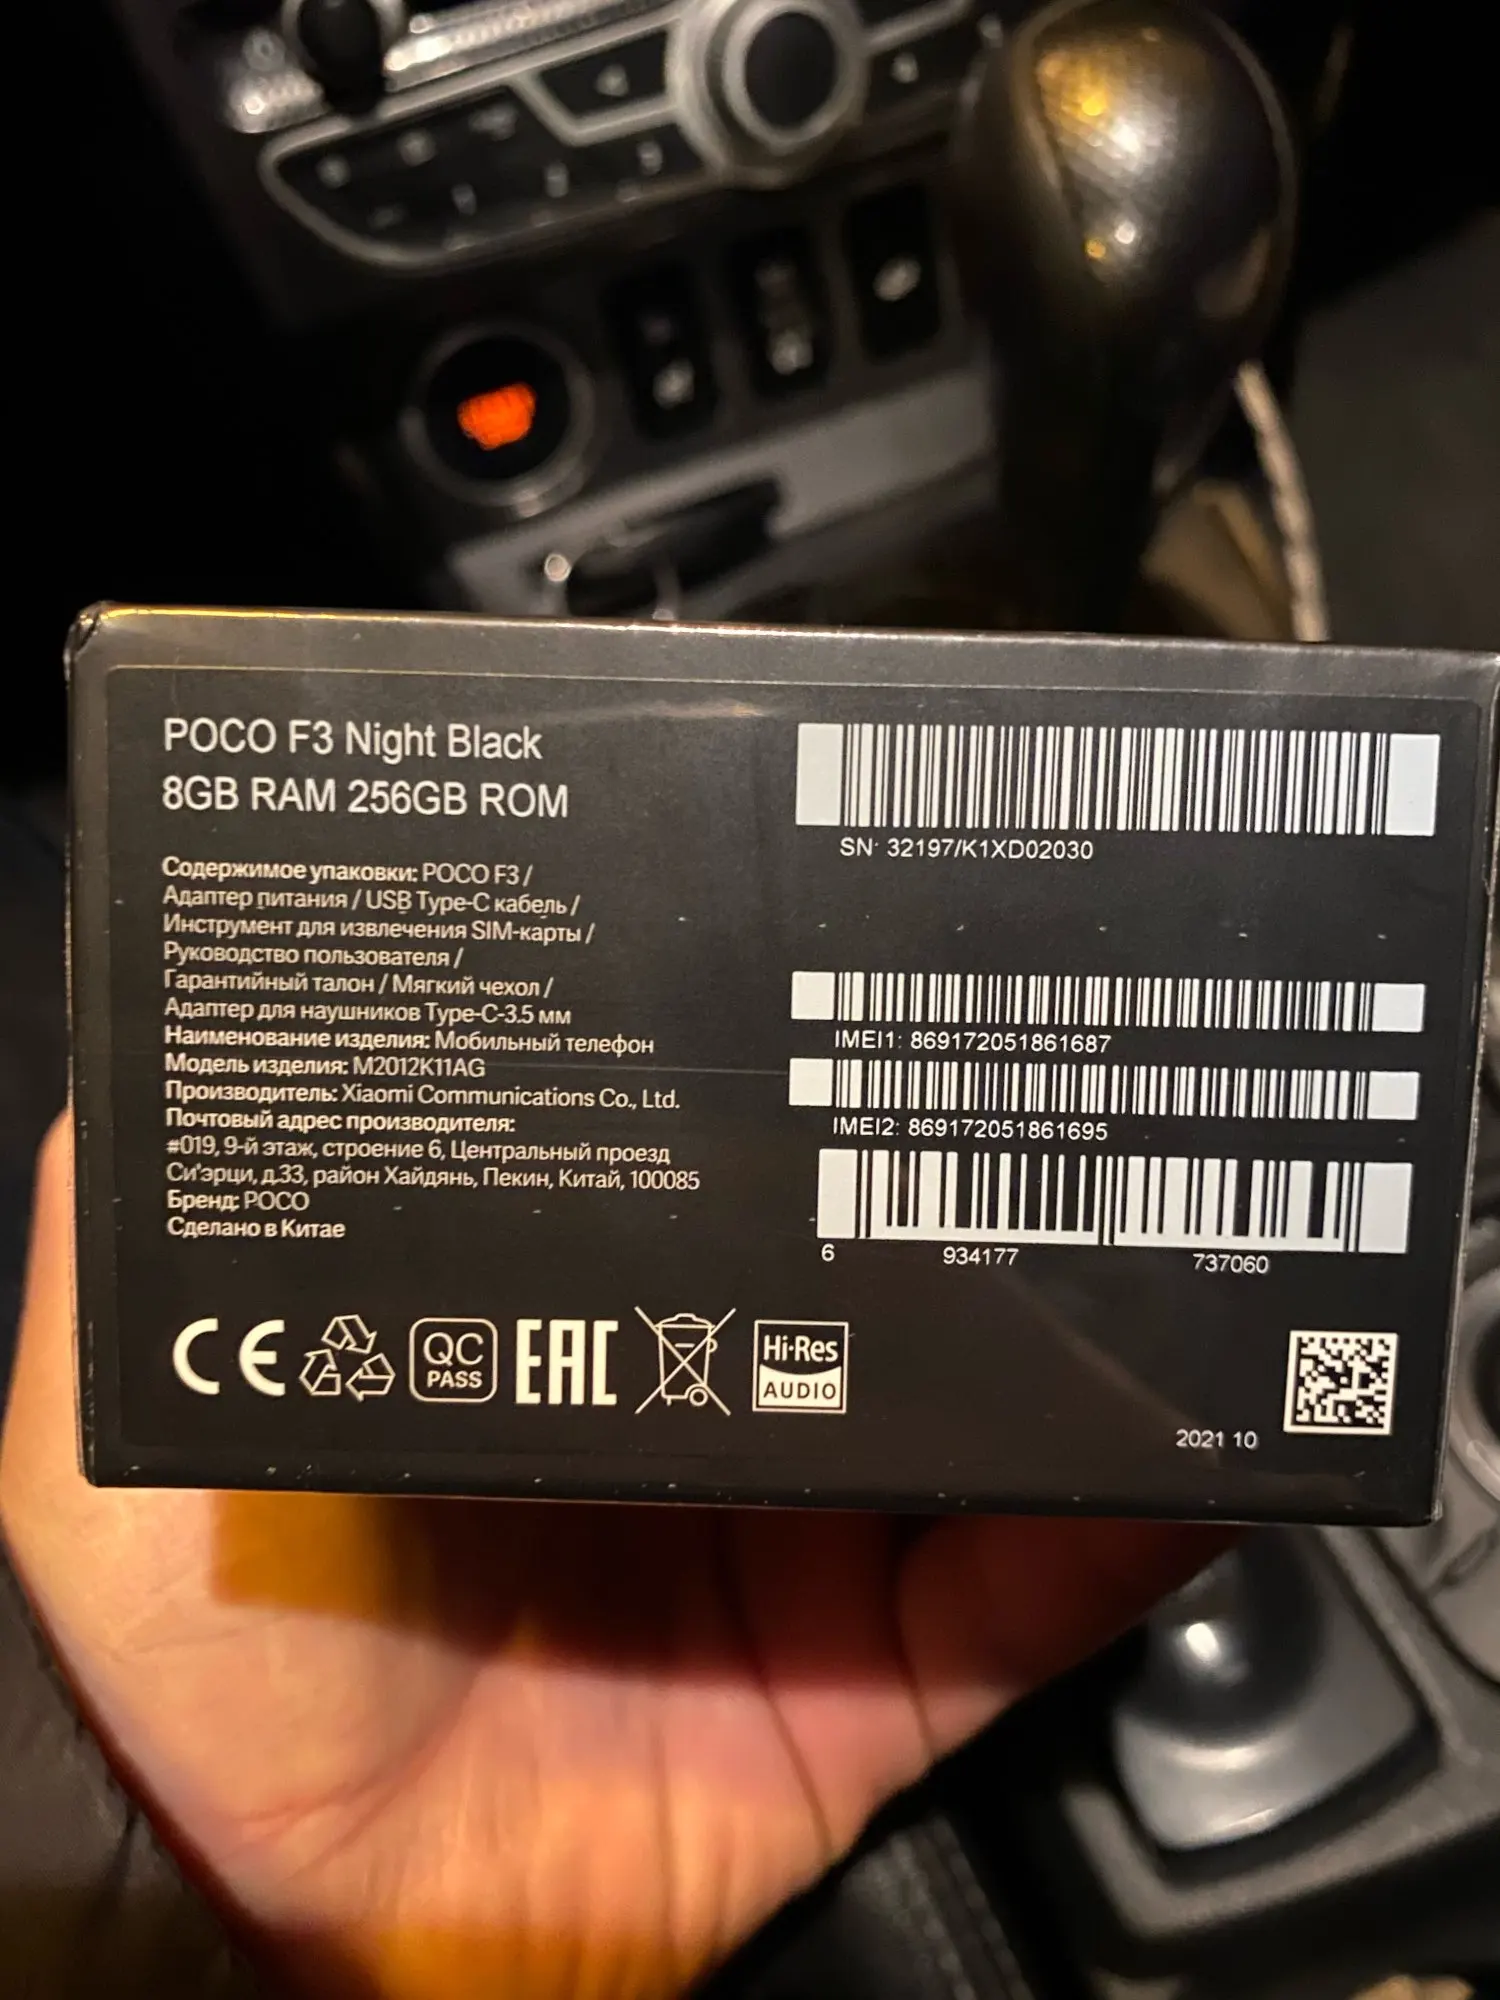 POCO F3 Night Black
8GB RAM 256GB ROM
Содержимое упаковки: POCO F3 /
Адаптер питания / USB Type-C кабель /
Инструмент для извлечения SIM-карты /
Руководство пользователя /
Гарантийный талон / Мягкий чехол /
Адаптер для наушников Type-C-3.5 мм
Наименование изделия: Мобильный телефон
Модель изделия: M2012K11AG
Производитель: Xiaomi Communications Co., Ltd.
Почтовый адрес производителя:
#019, 9-й этаж, строение 6, Центральный проезд
Си'эрци, д.33, район Хайдянь, Пекин, Китай, 100085
Бренд: POCO
Сделано в Китае
SN: 32197/K1XD02030
IMEI1: 869172051861687
IMEI2: 869172051861695
6 934177 737060
CE
QC
PASS
EAC
Hi-Res
AUDIO
2021 10